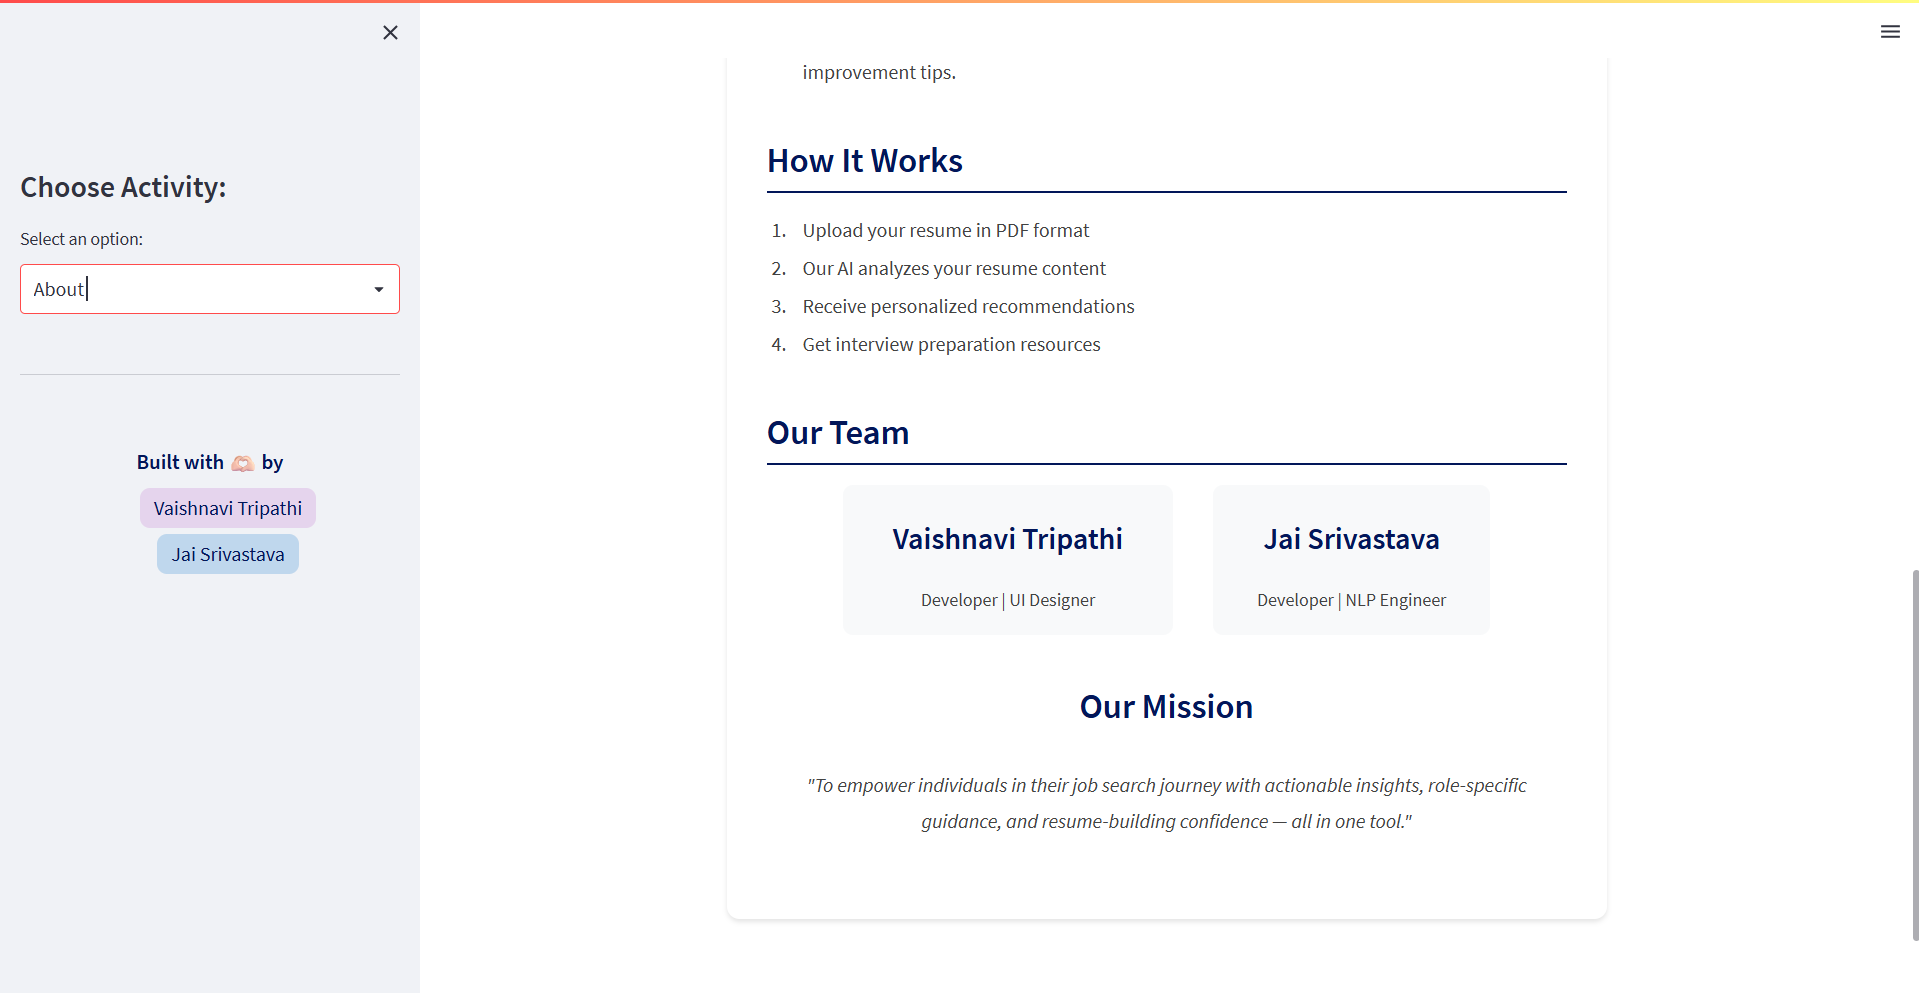 Choose Activity:
Select an option:
About
Built with 🫶🏻 by
Vaishnavi Tripathi
Jai Srivastava
improvement tips.
How It Works
1. Upload your resume in PDF format
2. Our AI analyzes your resume content
3. Receive personalized recommendations
4. Get interview preparation resources
Our Team
Vaishnavi Tripathi
Developer | UI Designer
Jai Srivastava
Developer | NLP Engineer
Our Mission
"To empower individuals in their job search journey with actionable insights, role-specific
guidance, and resume-building confidence — all in one tool."